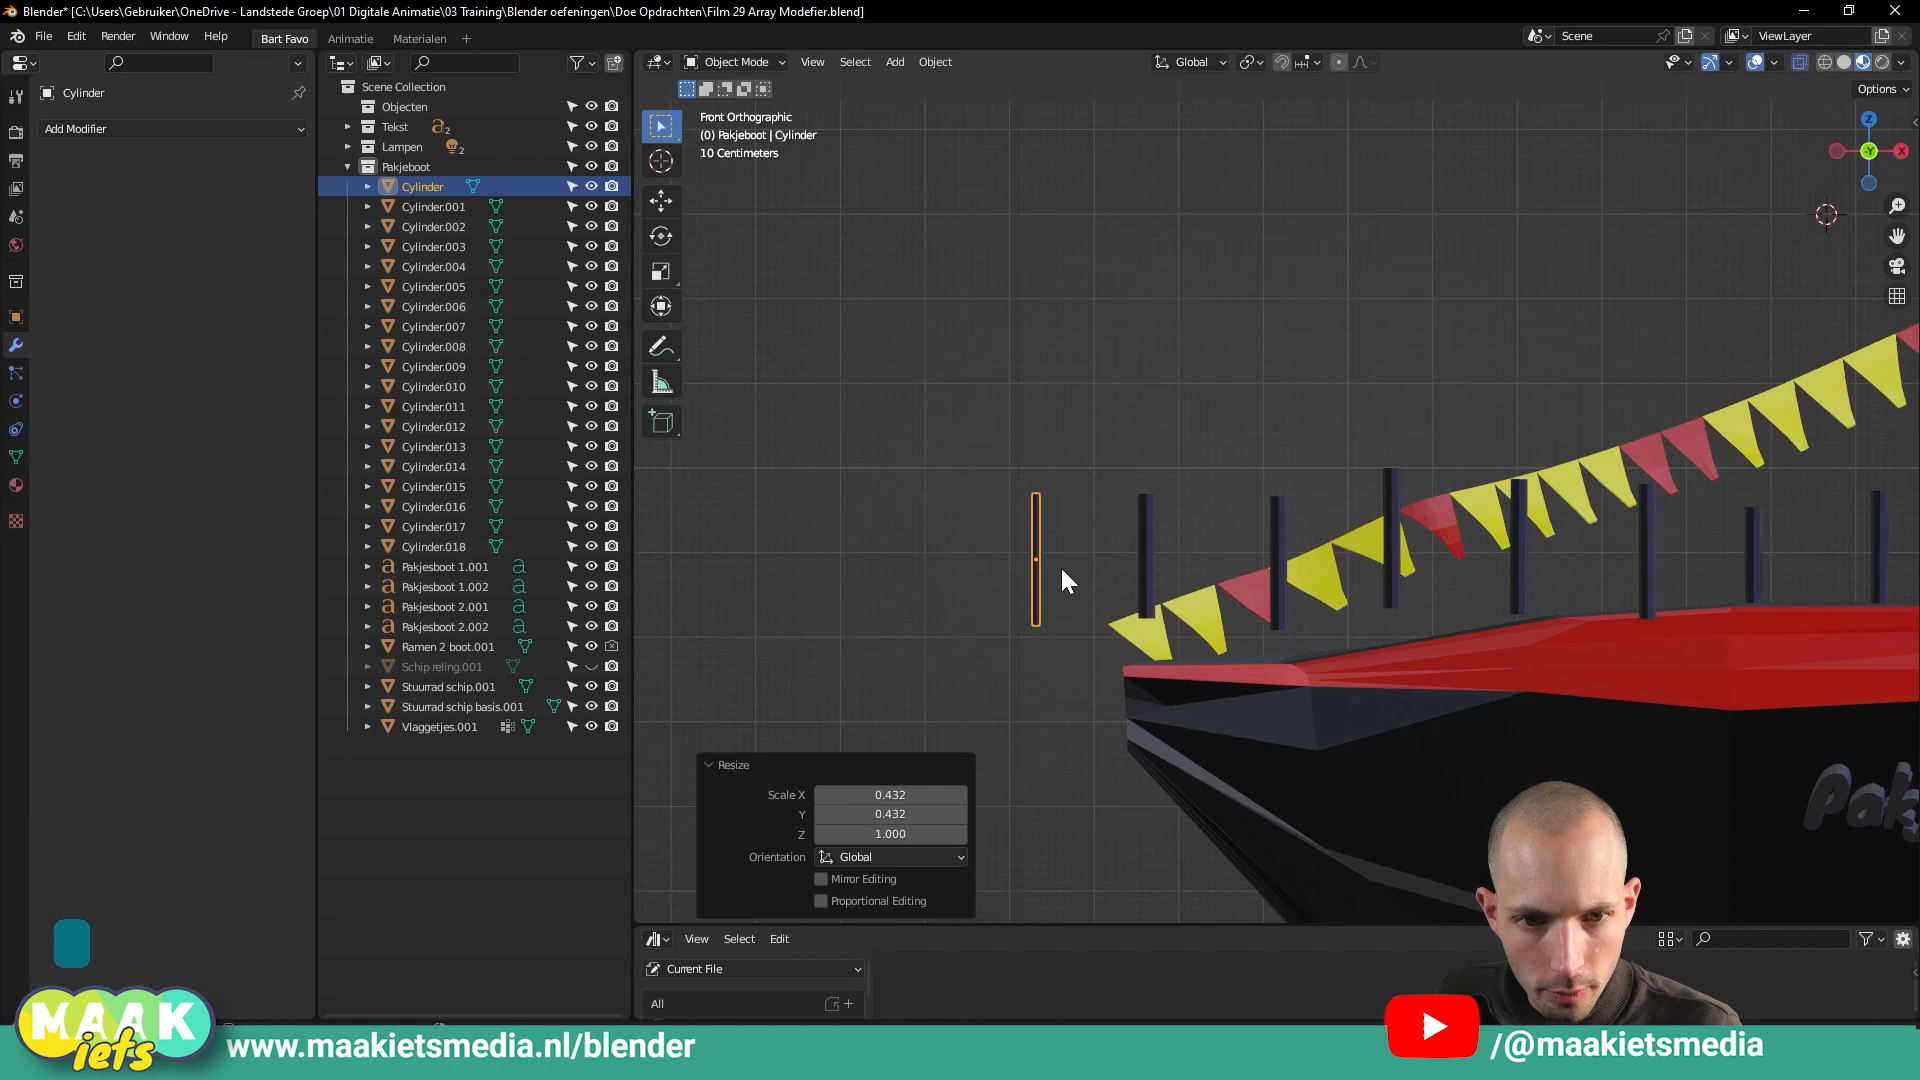 Blender* [C:\Users\Gebruiker\OneDrive - Landstede Groep\01 Digitale Animatie\03 Training\Blender oefeningen\Doe Opdrachten\Film 29 Array Modefier.blend]
File Edit Render Window Help Bart Favo Animatie Materialen + Scene ViewLayer
Object Mode View Select Add Object Global
Options
Cylinder
Add Modifier
Scene Collection
Objecten
Tekst 2
Lampen 2
Pakjeboot
Cylinder
Cylinder.001
Cylinder.002
Cylinder.003
Cylinder.004
Cylinder.005
Cylinder.006
Cylinder.007
Cylinder.008
Cylinder.009
Cylinder.010
Cylinder.011
Cylinder.012
Cylinder.013
Cylinder.014
Cylinder.015
Cylinder.016
Cylinder.017
Cylinder.018
Pakjesboot 1.001
Pakjesboot 1.002
Pakjesboot 2.001
Pakjesboot 2.002
Ramen 2 boot.001
Schip reling.001
Stuurrad schip.001
Stuurrad schip basis.001
Vlaggetjes.001
Front Orthographic
(0) Pakjeboot | Cylinder
10 Centimeters
Z
-Y
X
Resize
Scale X 0.432
Y 0.432
Z 1.000
Orientation Global
Mirror Editing
Proportional Editing
Pak
View Select Edit
Current File
All
MAAK
iets
www.maakietsmedia.nl/blender
/@maakietsmedia